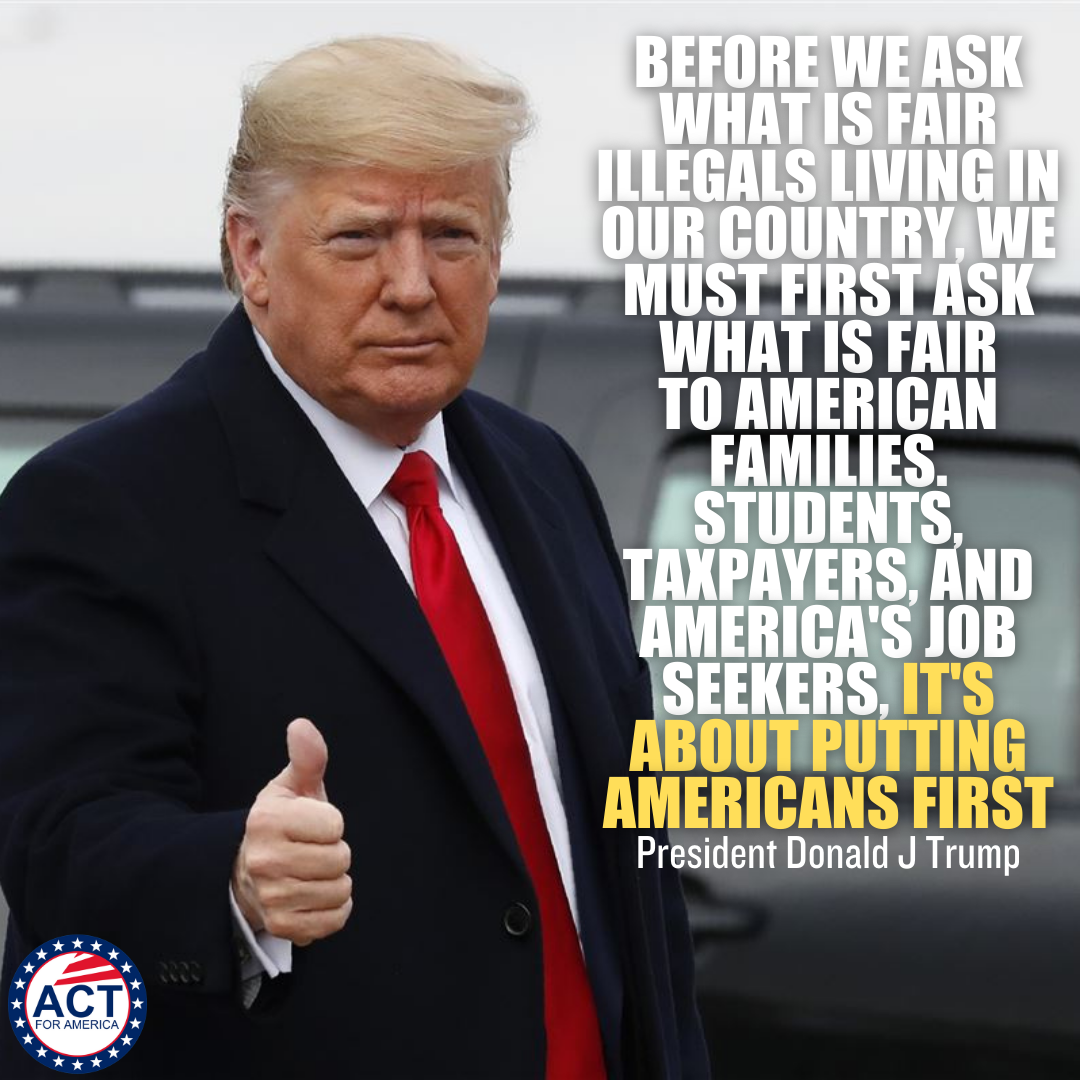 BEFORE WE ASK
WHAT IS FAIR
ILLEGALS LIVING IN
OUR COUNTRY, WE
MUST FIRST ASK
WHAT IS FAIR
TO AMERICAN
FAMILIES.
STUDENTS,
TAXPAYERS, AND
AMERICA'S JOB
SEEKERS, IT'S
ABOUT PUTTING
AMERICANS FIRST
President Donald J Trump
ACT
FOR AMERICA